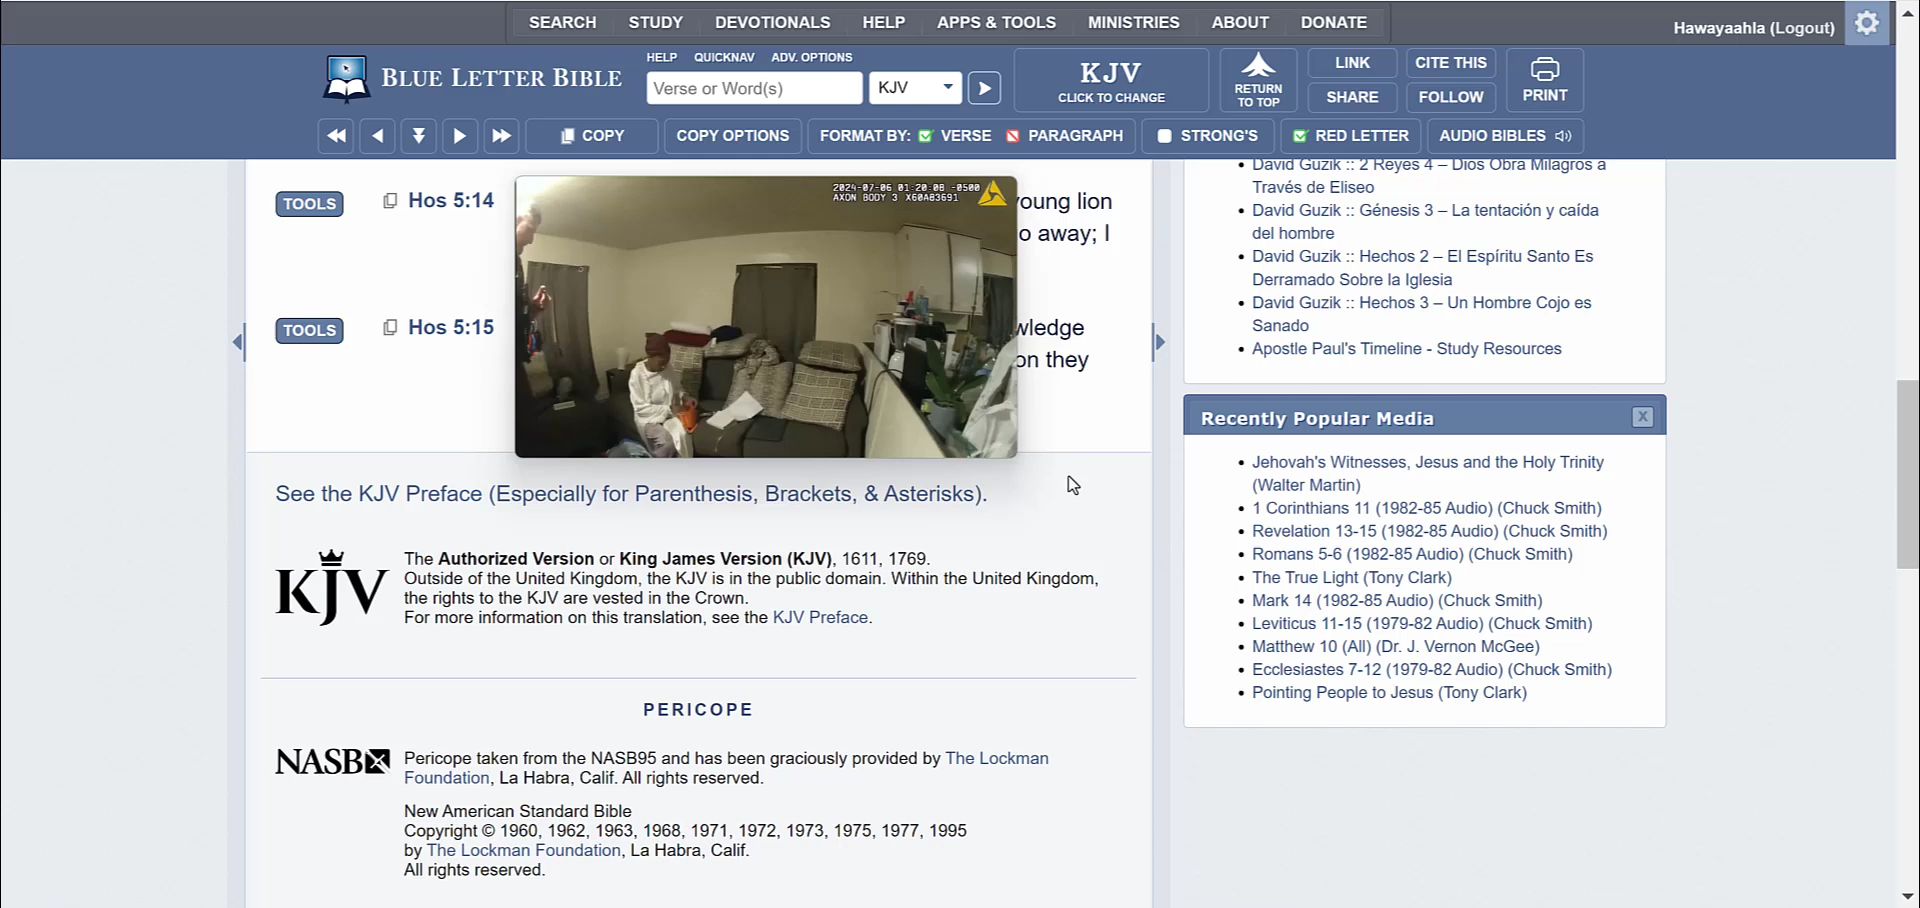 SEARCH STUDY DEVOTIONALS HELP APPS & TOOLS MINISTRIES ABOUT DONATE
Hawayaahla (Logout)
BLUE LETTER BIBLE
HELP QUICKNAV ADV. OPTIONS
Verse or Word(s)
KJV
KJV
CLICK TO CHANGE
RETURN
TO TOP
LINK
CITE THIS
SHARE
FOLLOW
PRINT
COPY
COPY OPTIONS
FORMAT BY: VERSE PARAGRAPH
STRONG'S
RED LETTER
AUDIO BIBLES
TOOLS
Hos 5:14
young lion
o away; I
TOOLS
Hos 5:15
wledge
on they
2024-07-06 01:20:08 -0500
AXON BODY 3 X60A83691
See the KJV Preface (Especially for Parenthesis, Brackets, & Asterisks).
KJV
The Authorized Version or King James Version (KJV), 1611, 1769.
Outside of the United Kingdom, the KJV is in the public domain. Within the United Kingdom,
the rights to the KJV are vested in the Crown.
For more information on this translation, see the KJV Preface.
PERICOPE
NASB
Pericope taken from the NASB95 and has been graciously provided by The Lockman
Foundation, La Habra, Calif. All rights reserved.
New American Standard Bible
Copyright © 1960, 1962, 1963, 1968, 1971, 1972, 1973, 1975, 1977, 1995
by The Lockman Foundation, La Habra, Calif.
All rights reserved.
David Guzik :: 2 Reyes 4 – Dios Obra Milagros a
Través de Eliseo
David Guzik :: Génesis 3 – La tentación y caída
del hombre
David Guzik :: Hechos 2 – El Espíritu Santo Es
Derramado Sobre la Iglesia
David Guzik :: Hechos 3 – Un Hombre Cojo es
Sanado
Apostle Paul's Timeline - Study Resources
Recently Popular Media
X
Jehovah's Witnesses, Jesus and the Holy Trinity
(Walter Martin)
1 Corinthians 11 (1982-85 Audio) (Chuck Smith)
Revelation 13-15 (1982-85 Audio) (Chuck Smith)
Romans 5-6 (1982-85 Audio) (Chuck Smith)
The True Light (Tony Clark)
Mark 14 (1982-85 Audio) (Chuck Smith)
Leviticus 11-15 (1979-82 Audio) (Chuck Smith)
Matthew 10 (All) (Dr. J. Vernon McGee)
Ecclesiastes 7-12 (1979-82 Audio) (Chuck Smith)
Pointing People to Jesus (Tony Clark)